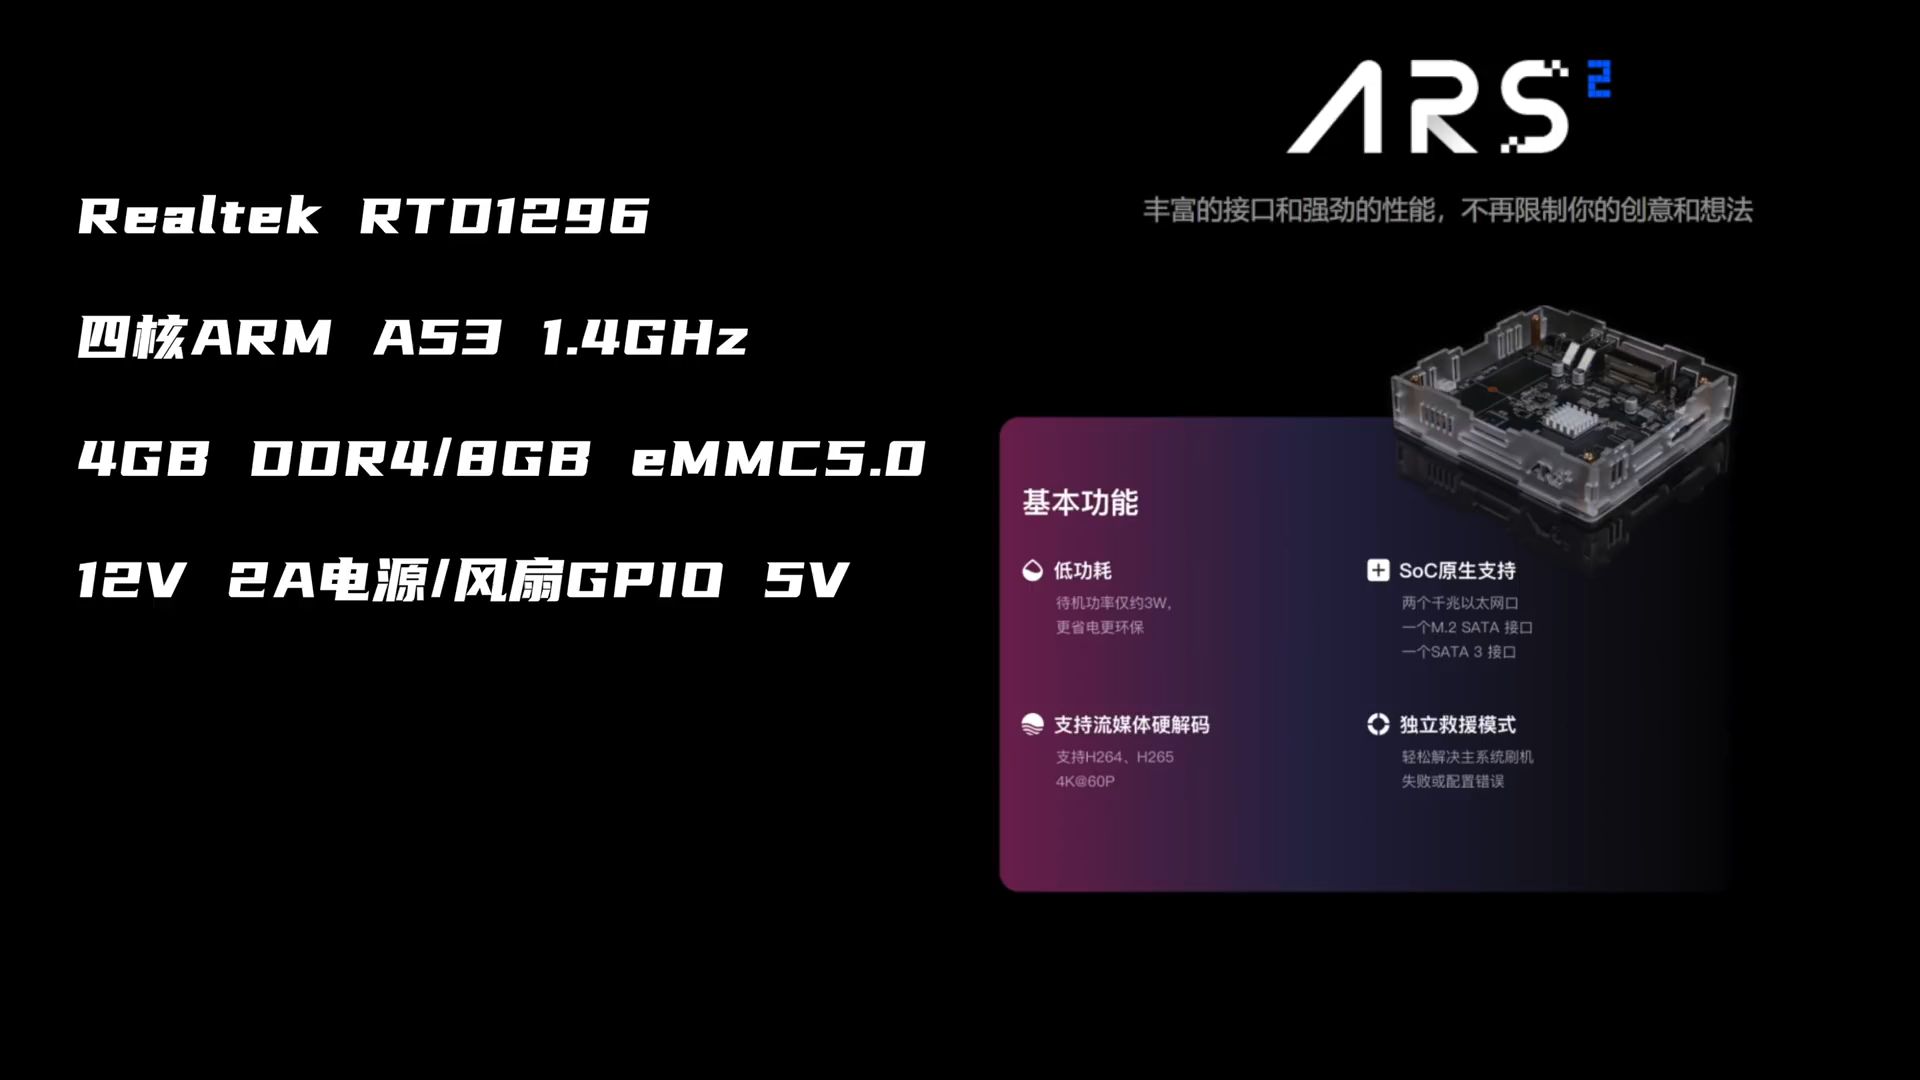 Realtek RTD1296
四核ARM A53 1.4GHz
4GB DDR4/8GB eMMC5.0
12V 2A电源/风扇GPIO 5V
ARS2
丰富的接口和强劲的性能，不再限制你的创意和想法
基本功能
低功耗
待机功率仅约3W，
更省电更环保
SoC原生支持
两个千兆以太网口
一个M.2 SATA 接口
一个SATA 3 接口
支持流媒体硬解码
支持H264、H265
4K@60P
独立救援模式
轻松解决主系统刷机
失败或配置错误